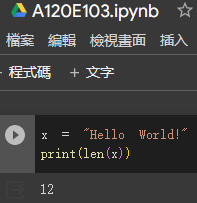 A120E103.ipynb
檔案 編輯 檢視畫面 插入
+ 程式碼 + 文字
x = "Hello World!"
print(len(x))
12